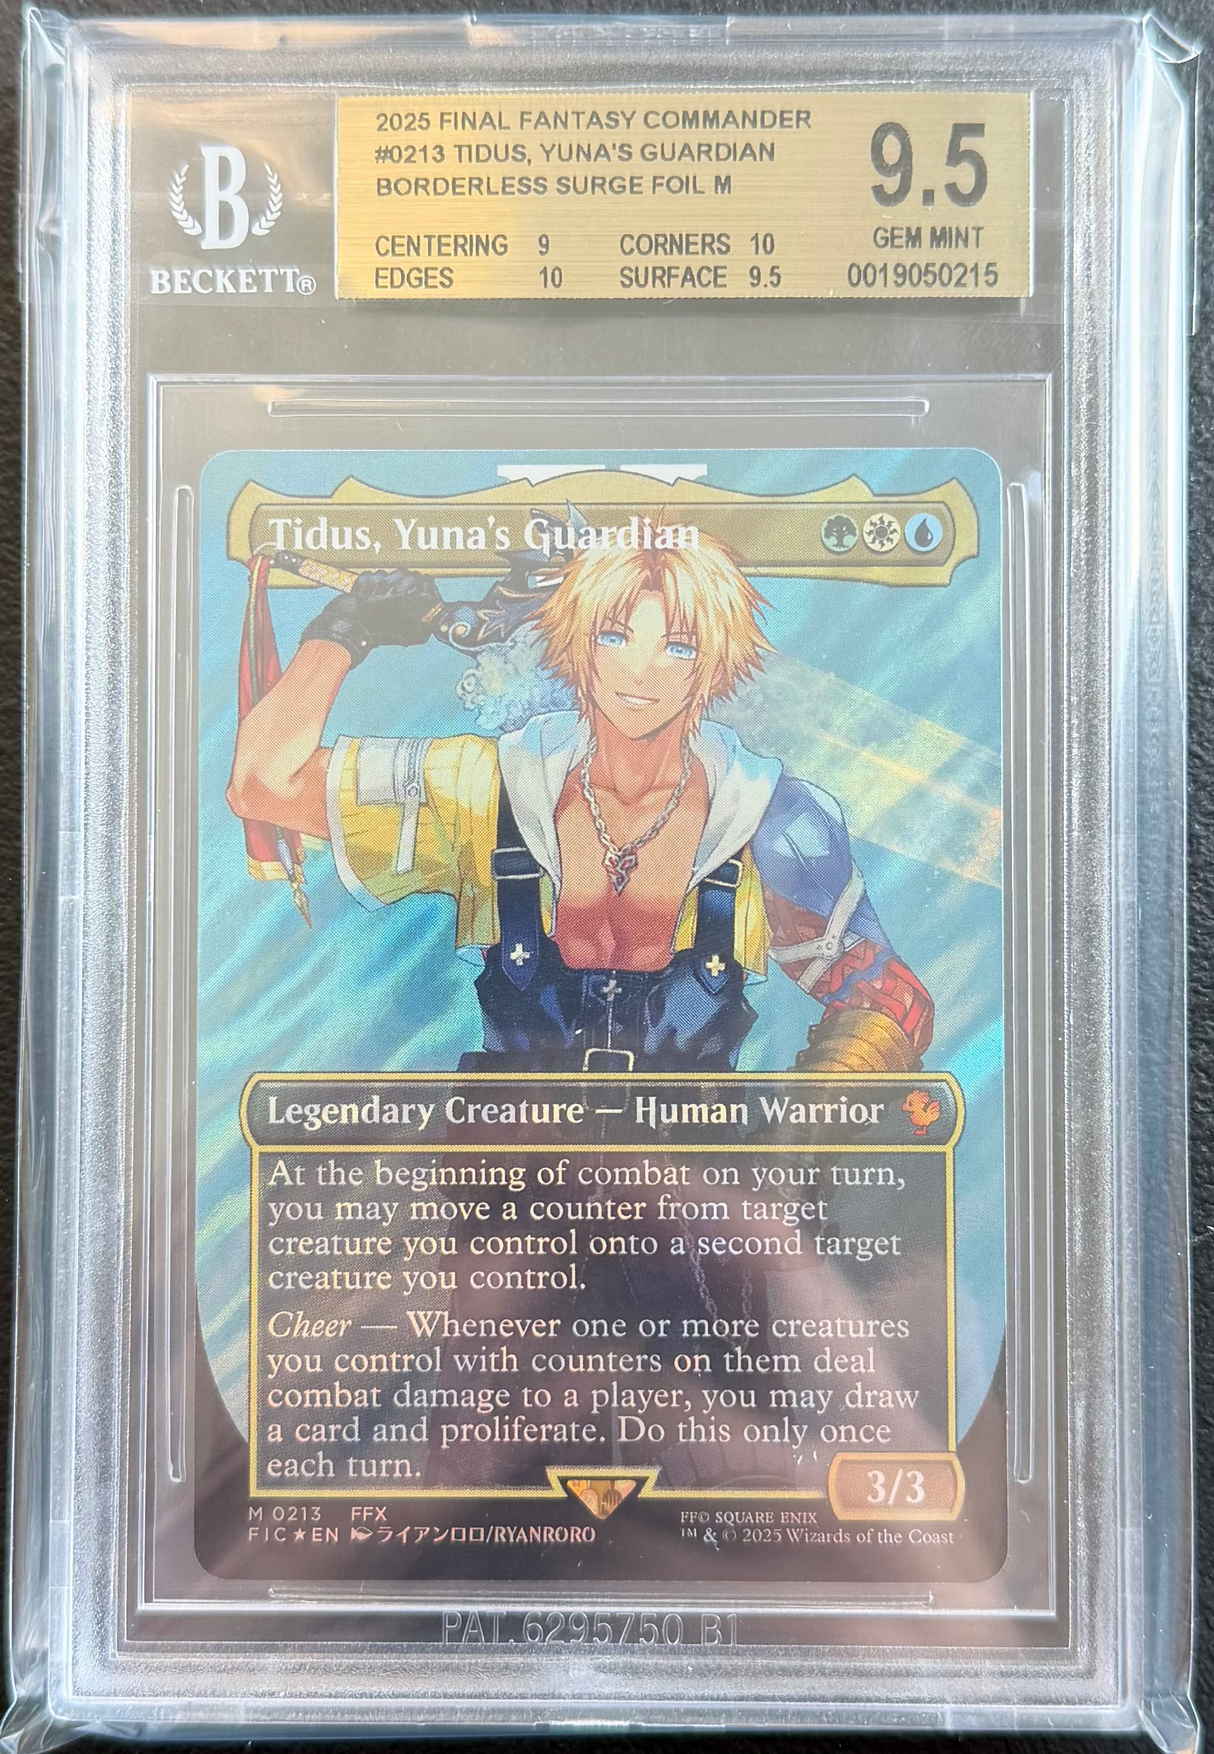 B
BECKETT®
2025 FINAL FANTASY COMMANDER
#0213 TIDUS, YUNA'S GUARDIAN
BORDERLESS SURGE FOIL M
CENTERING 9 CORNERS 10
EDGES 10 SURFACE 9.5
9.5
GEM MINT
0019050215
Tidus, Yuna's Guardian
Legendary Creature — Human Warrior
At the beginning of combat on your turn,
you may move a counter from target
creature you control onto a second target
creature you control.
Cheer — Whenever one or more creatures
you control with counters on them deal
combat damage to a player, you may draw
a card and proliferate. Do this only once
each turn.
3/3
M 0213 FFX
FIC★EN ライアンロロ/RYANRORO
FF© SQUARE ENIX
™ & © 2025 Wizards of the Coast
PAT. 6295750 B1